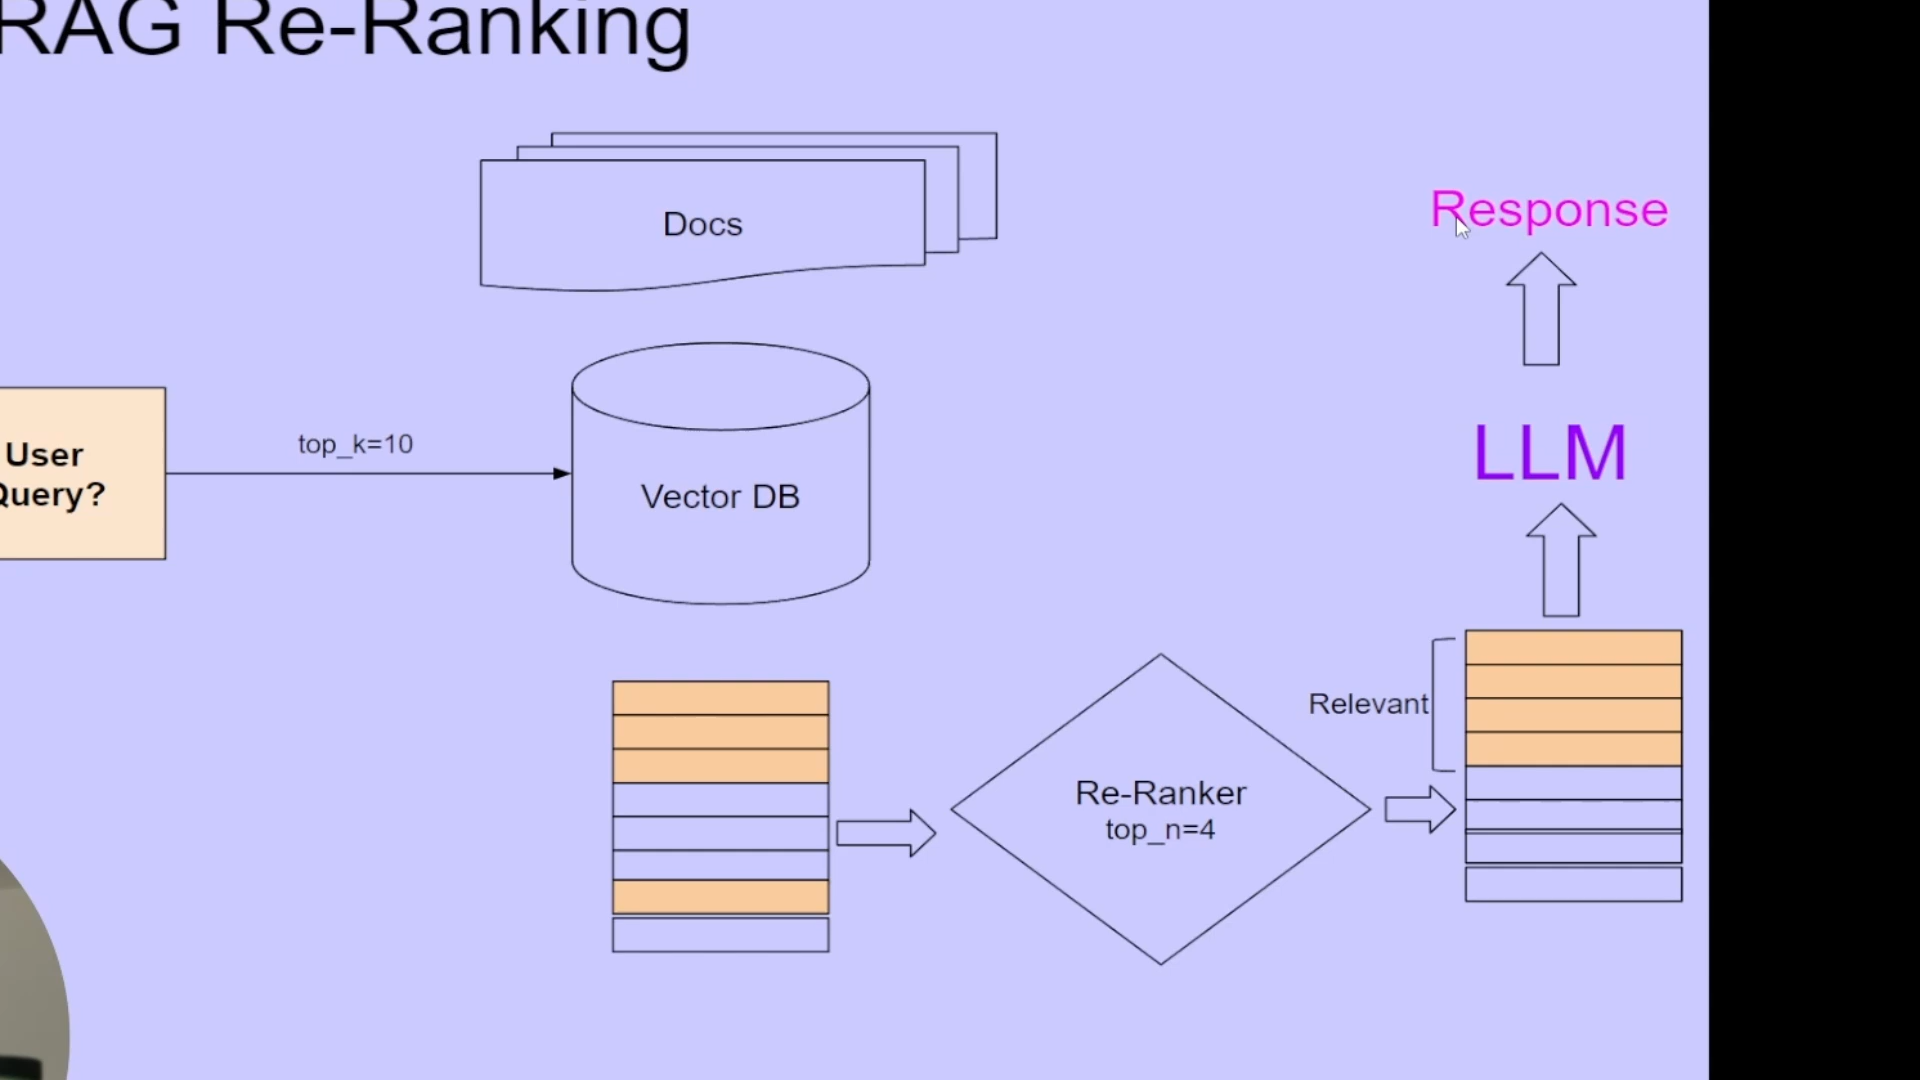 RAG Re-Ranking
Docs
Response
User
Query?
top_k=10
Vector DB
LLM
Relevant
Re-Ranker
top_n=4